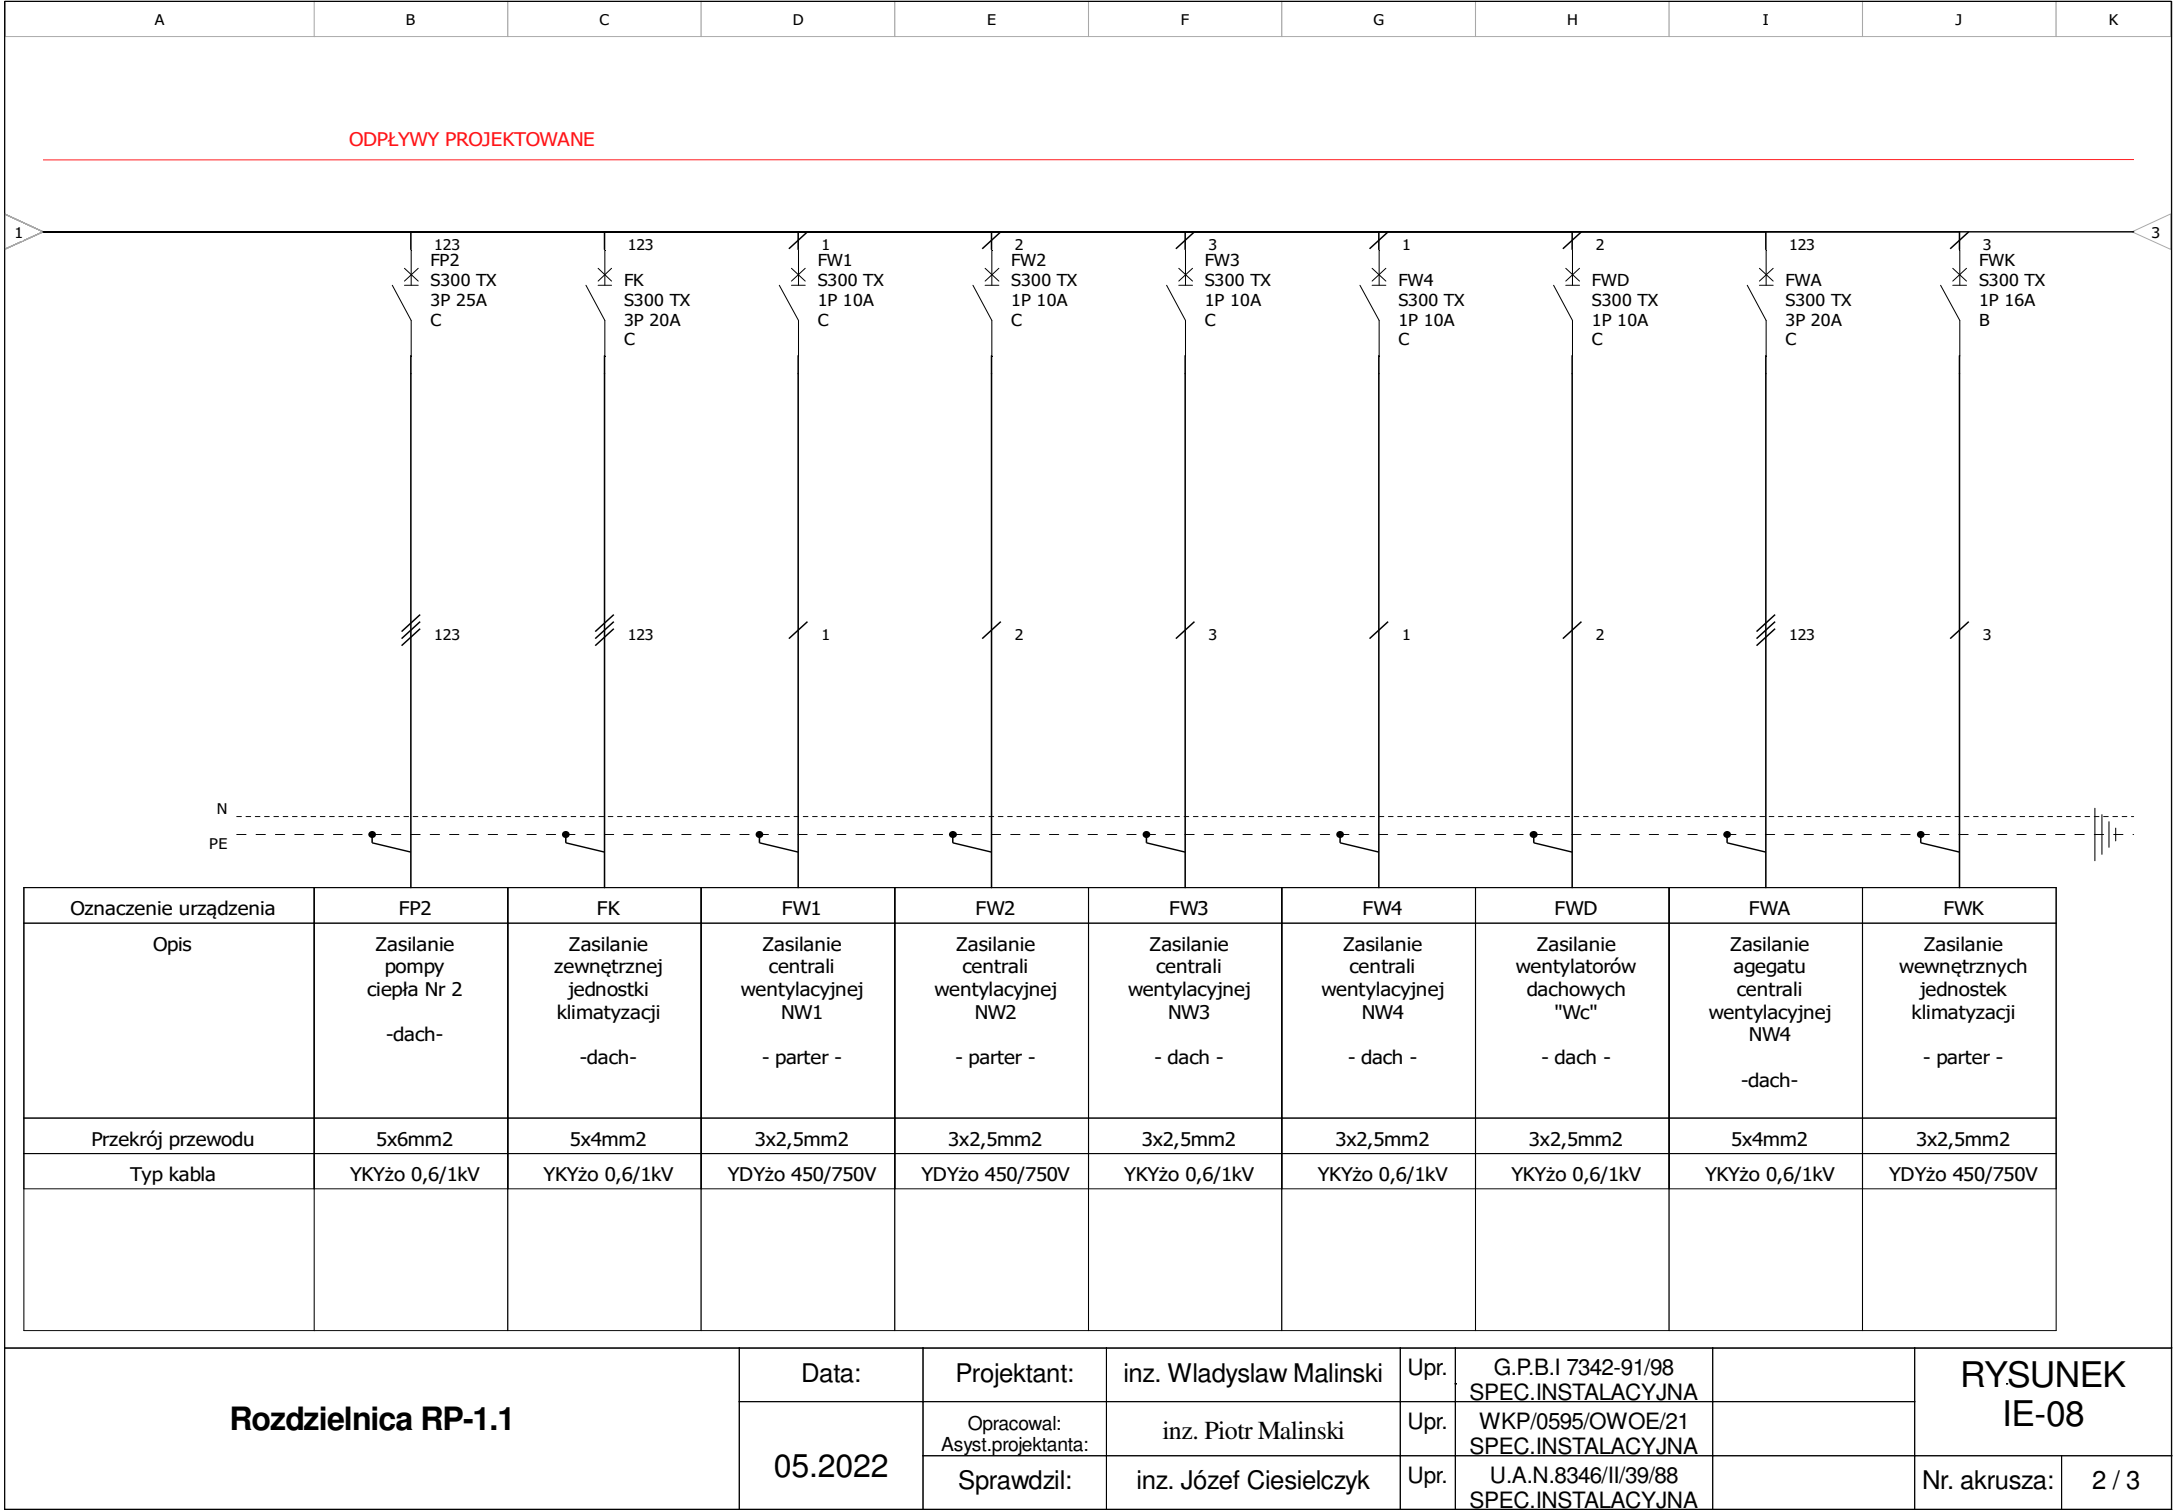 A B C D E F G H I J K
ODPŁYWY PROJEKTOWANE
1 3
123 123 1 2 3 1 2 123 3
FP2
S300 TX
3P 25A
C
FK
S300 TX
3P 20A
C
FW1
S300 TX
1P 10A
C
FW2
S300 TX
1P 10A
C
FW3
S300 TX
1P 10A
C
FW4
S300 TX
1P 10A
C
FWD
S300 TX
1P 10A
C
FWA
S300 TX
3P 20A
C
FWK
S300 TX
1P 16A
B
123 123 1 2 3 1 2 123 3
N
PE
Oznaczenie urządzenia FP2 FK FW1 FW2 FW3 FW4 FWD FWA FWK
Opis
Zasilanie
pompy
ciepła Nr 2
-dach-
Zasilanie
zewnętrznej
jednostki
klimatyzacji
-dach-
Zasilanie
centrali
wentylacyjnej
NW1
- parter -
Zasilanie
centrali
wentylacyjnej
NW2
- parter -
Zasilanie
centrali
wentylacyjnej
NW3
- dach -
Zasilanie
centrali
wentylacyjnej
NW4
- dach -
Zasilanie
wentylatorów
dachowych
"Wc"
- dach -
Zasilanie
agegatu
centrali
wentylacyjnej
NW4
-dach-
Zasilanie
wewnętrznych
jednostek
klimatyzacji
- parter -
Przekrój przewodu 5x6mm2 5x4mm2 3x2,5mm2 3x2,5mm2 3x2,5mm2 3x2,5mm2 3x2,5mm2 5x4mm2 3x2,5mm2
Typ kabla YKYżo 0,6/1kV YKYżo 0,6/1kV YDYżo 450/750V YDYżo 450/750V YKYżo 0,6/1kV YKYżo 0,6/1kV YKYżo 0,6/1kV YKYżo 0,6/1kV YDYżo 450/750V
Rozdzielnica RP-1.1
Data:
05.2022
Projektant: inz. Wladyslaw Malinski Upr. G.P.B.I 7342-91/98
SPEC.INSTALACYJNA
Opracowal:
Asyst.projektanta: inz. Piotr Malinski Upr. WKP/0595/OWOE/21
SPEC.INSTALACYJNA
Sprawdzil: inz. Józef Ciesielczyk Upr. U.A.N.8346/II/39/88
SPEC.INSTALACYJNA
RYSUNEK
IE-08
Nr. akrusza: 2 / 3